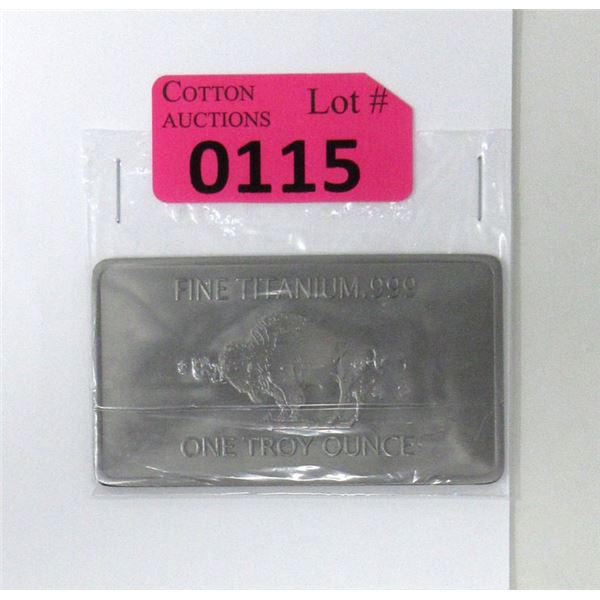 COTTON
AUCTIONS
Lot #
0115
FINE TITANIUM.999
ONE TROY OUNCE